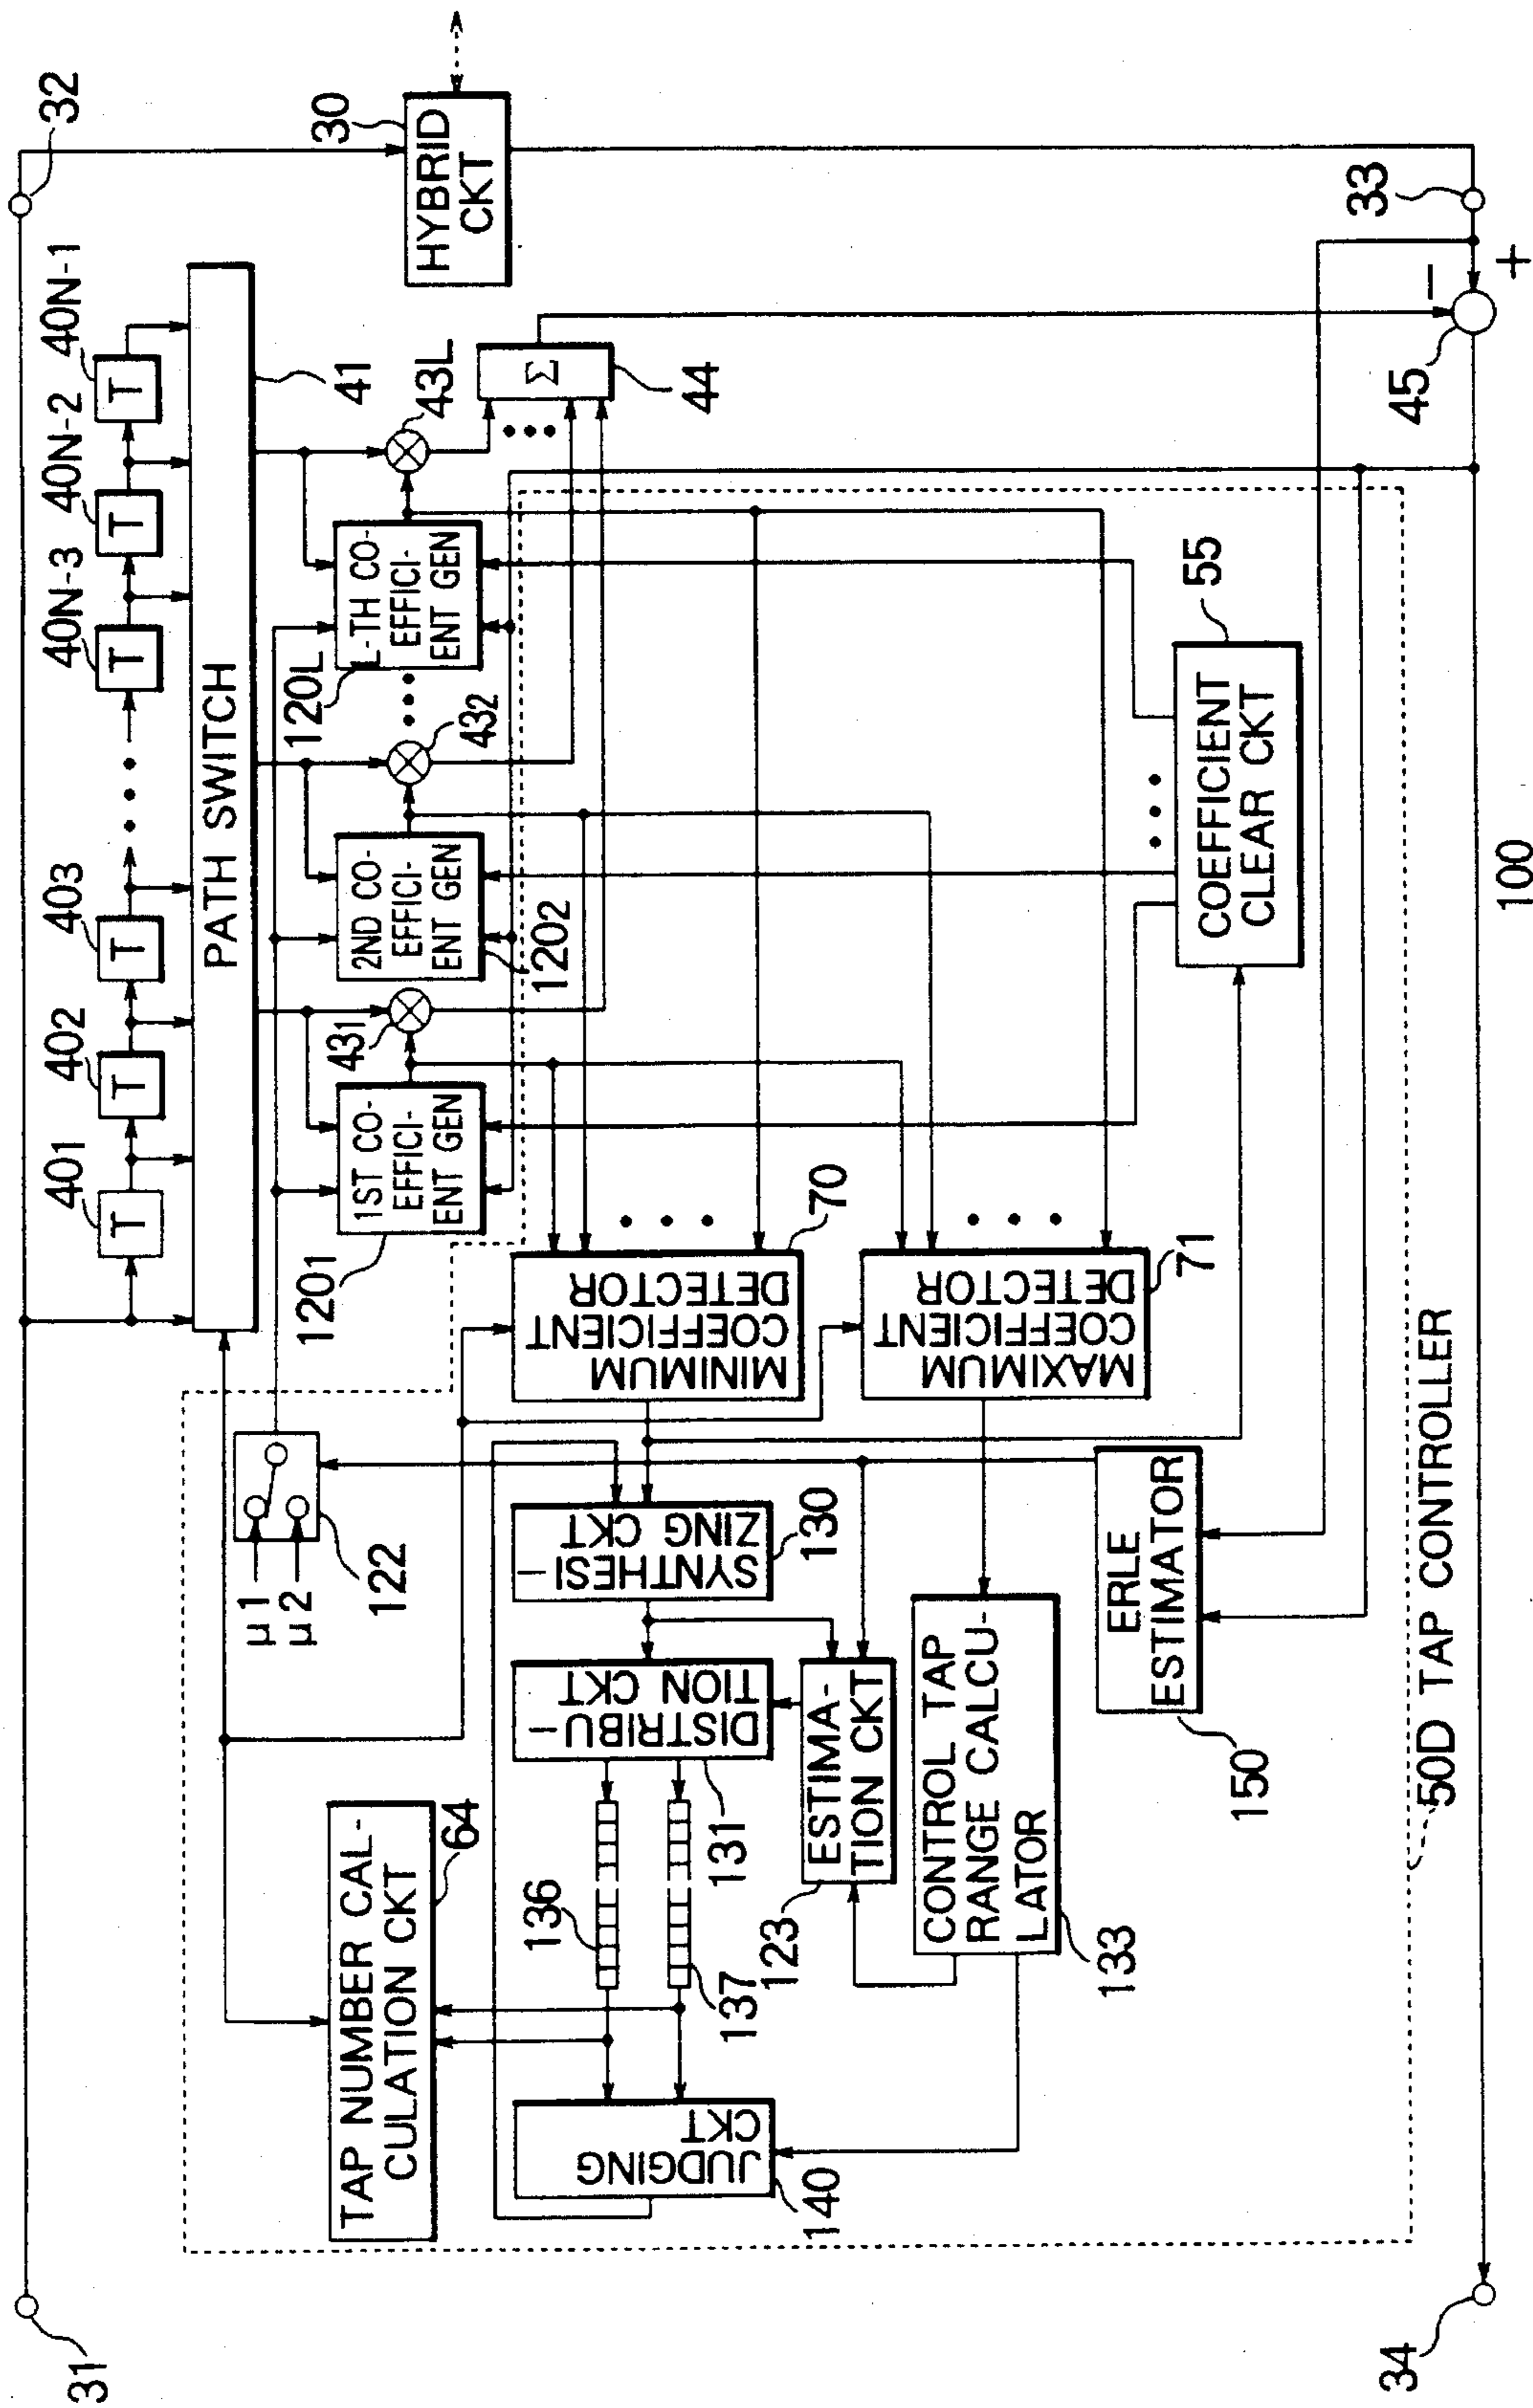 31
32
40₁
40₂
40₃
40N-3
40N-2
40N-1
T
T
T
T
T
T
PATH SWITCH
41
30
HYBRID
CKT
μ1
μ2
122
120₁
1ST CO-
EFFICI-
ENT GEN
43₁
120₂
2ND CO-
EFFICI-
ENT GEN
43₂
120L
L-TH CO-
EFFICI-
ENT GEN
43L
Σ
44
TAP NUMBER CAL-
CULATION CKT
64
JUDGING
CKT
140
136
137
DISTRIBU-
TION CKT
131
SYNTHESI-
ZING CKT
130
MINIMUM
COEFFICIENT
DETECTOR
70
MAXIMUM
COEFFICIENT
DETECTOR
71
ESTIMA-
TION CKT
123
CONTROL TAP
RANGE CALCU-
LATOR
133
ERLE
ESTIMATOR
150
COEFFICIENT
CLEAR CKT
55
50D TAP CONTROLLER
33
−
+
45
34
100